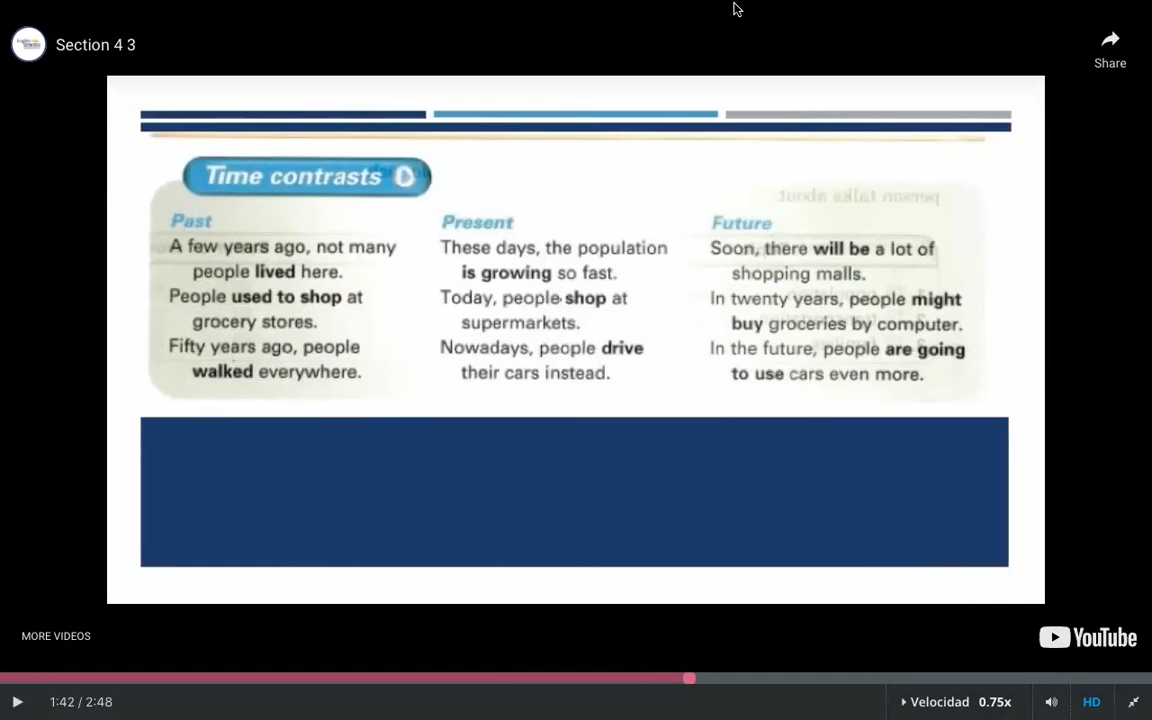 Section 4 3
Share
Time contrasts
Past
A few years ago, not many
people lived here.
People used to shop at
grocery stores.
Fifty years ago, people
walked everywhere.
Present
These days, the population
is growing so fast.
Today, people shop at
supermarkets.
Nowadays, people drive
their cars instead.
person talks about
Future
Soon, there will be a lot of
shopping malls.
In twenty years, people might
buy groceries by computer.
In the future, people are going
to use cars even more.
MORE VIDEOS
YouTube
1:42 / 2:48
Velocidad 0.75x
HD